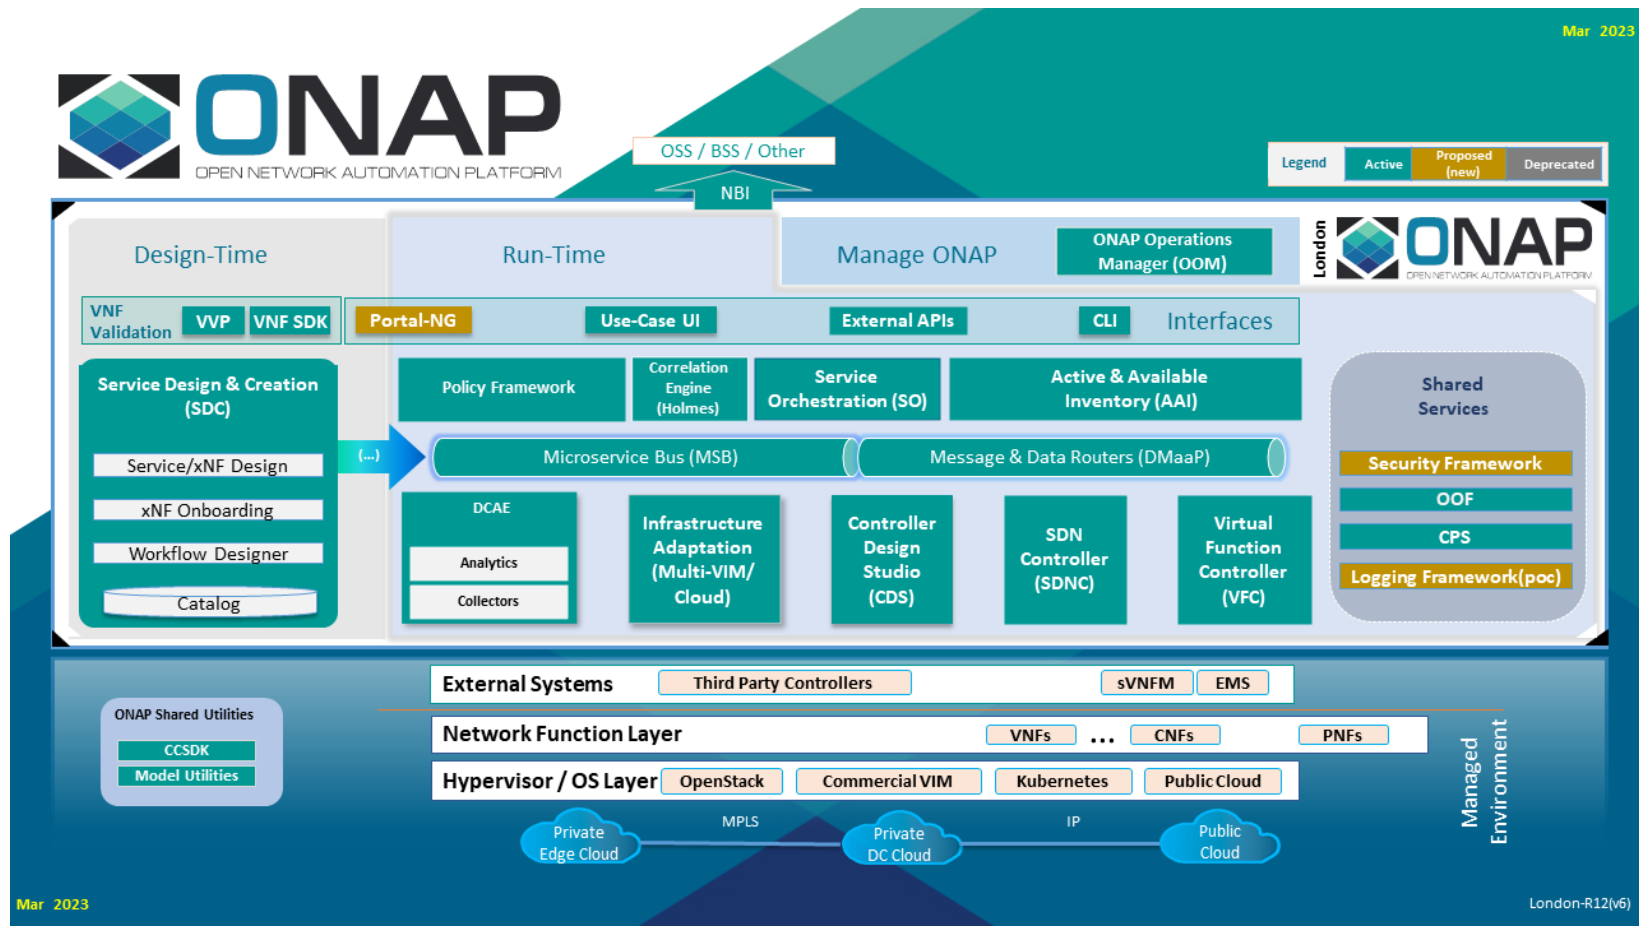 Mar 2023
ONAP
OPEN NETWORK AUTOMATION PLATFORM
OSS / BSS / Other
NBI
Legend
Active
Proposed
(new)
Deprecated
Design-Time
Run-Time
Manage ONAP
ONAP Operations
Manager (OOM)
London
ONAP
OPEN NETWORK AUTOMATION PLATFORM
VNF
Validation
VVP
VNF SDK
Portal-NG
Use-Case UI
External APIs
CLI
Interfaces
Service Design & Creation
(SDC)
Service/xNF Design
xNF Onboarding
Workflow Designer
Catalog
(...)
Policy Framework
Correlation
Engine
(Holmes)
Service
Orchestration (SO)
Active & Available
Inventory (AAI)
Microservice Bus (MSB)
Message & Data Routers (DMaaP)
DCAE
Analytics
Collectors
Infrastructure
Adaptation
(Multi-VIM/
Cloud)
Controller
Design
Studio
(CDS)
SDN
Controller
(SDNC)
Virtual
Function
Controller
(VFC)
Shared
Services
Security Framework
OOF
CPS
Logging Framework(poc)
ONAP Shared Utilities
CCSDK
Model Utilities
External Systems
Third Party Controllers
sVNFM
EMS
Network Function Layer
VNFs
...
CNFs
PNFs
Hypervisor / OS Layer
OpenStack
Commercial VIM
Kubernetes
Public Cloud
Managed
Environment
Private
Edge Cloud
MPLS
Private
DC Cloud
IP
Public
Cloud
Mar 2023
London-R12(v6)